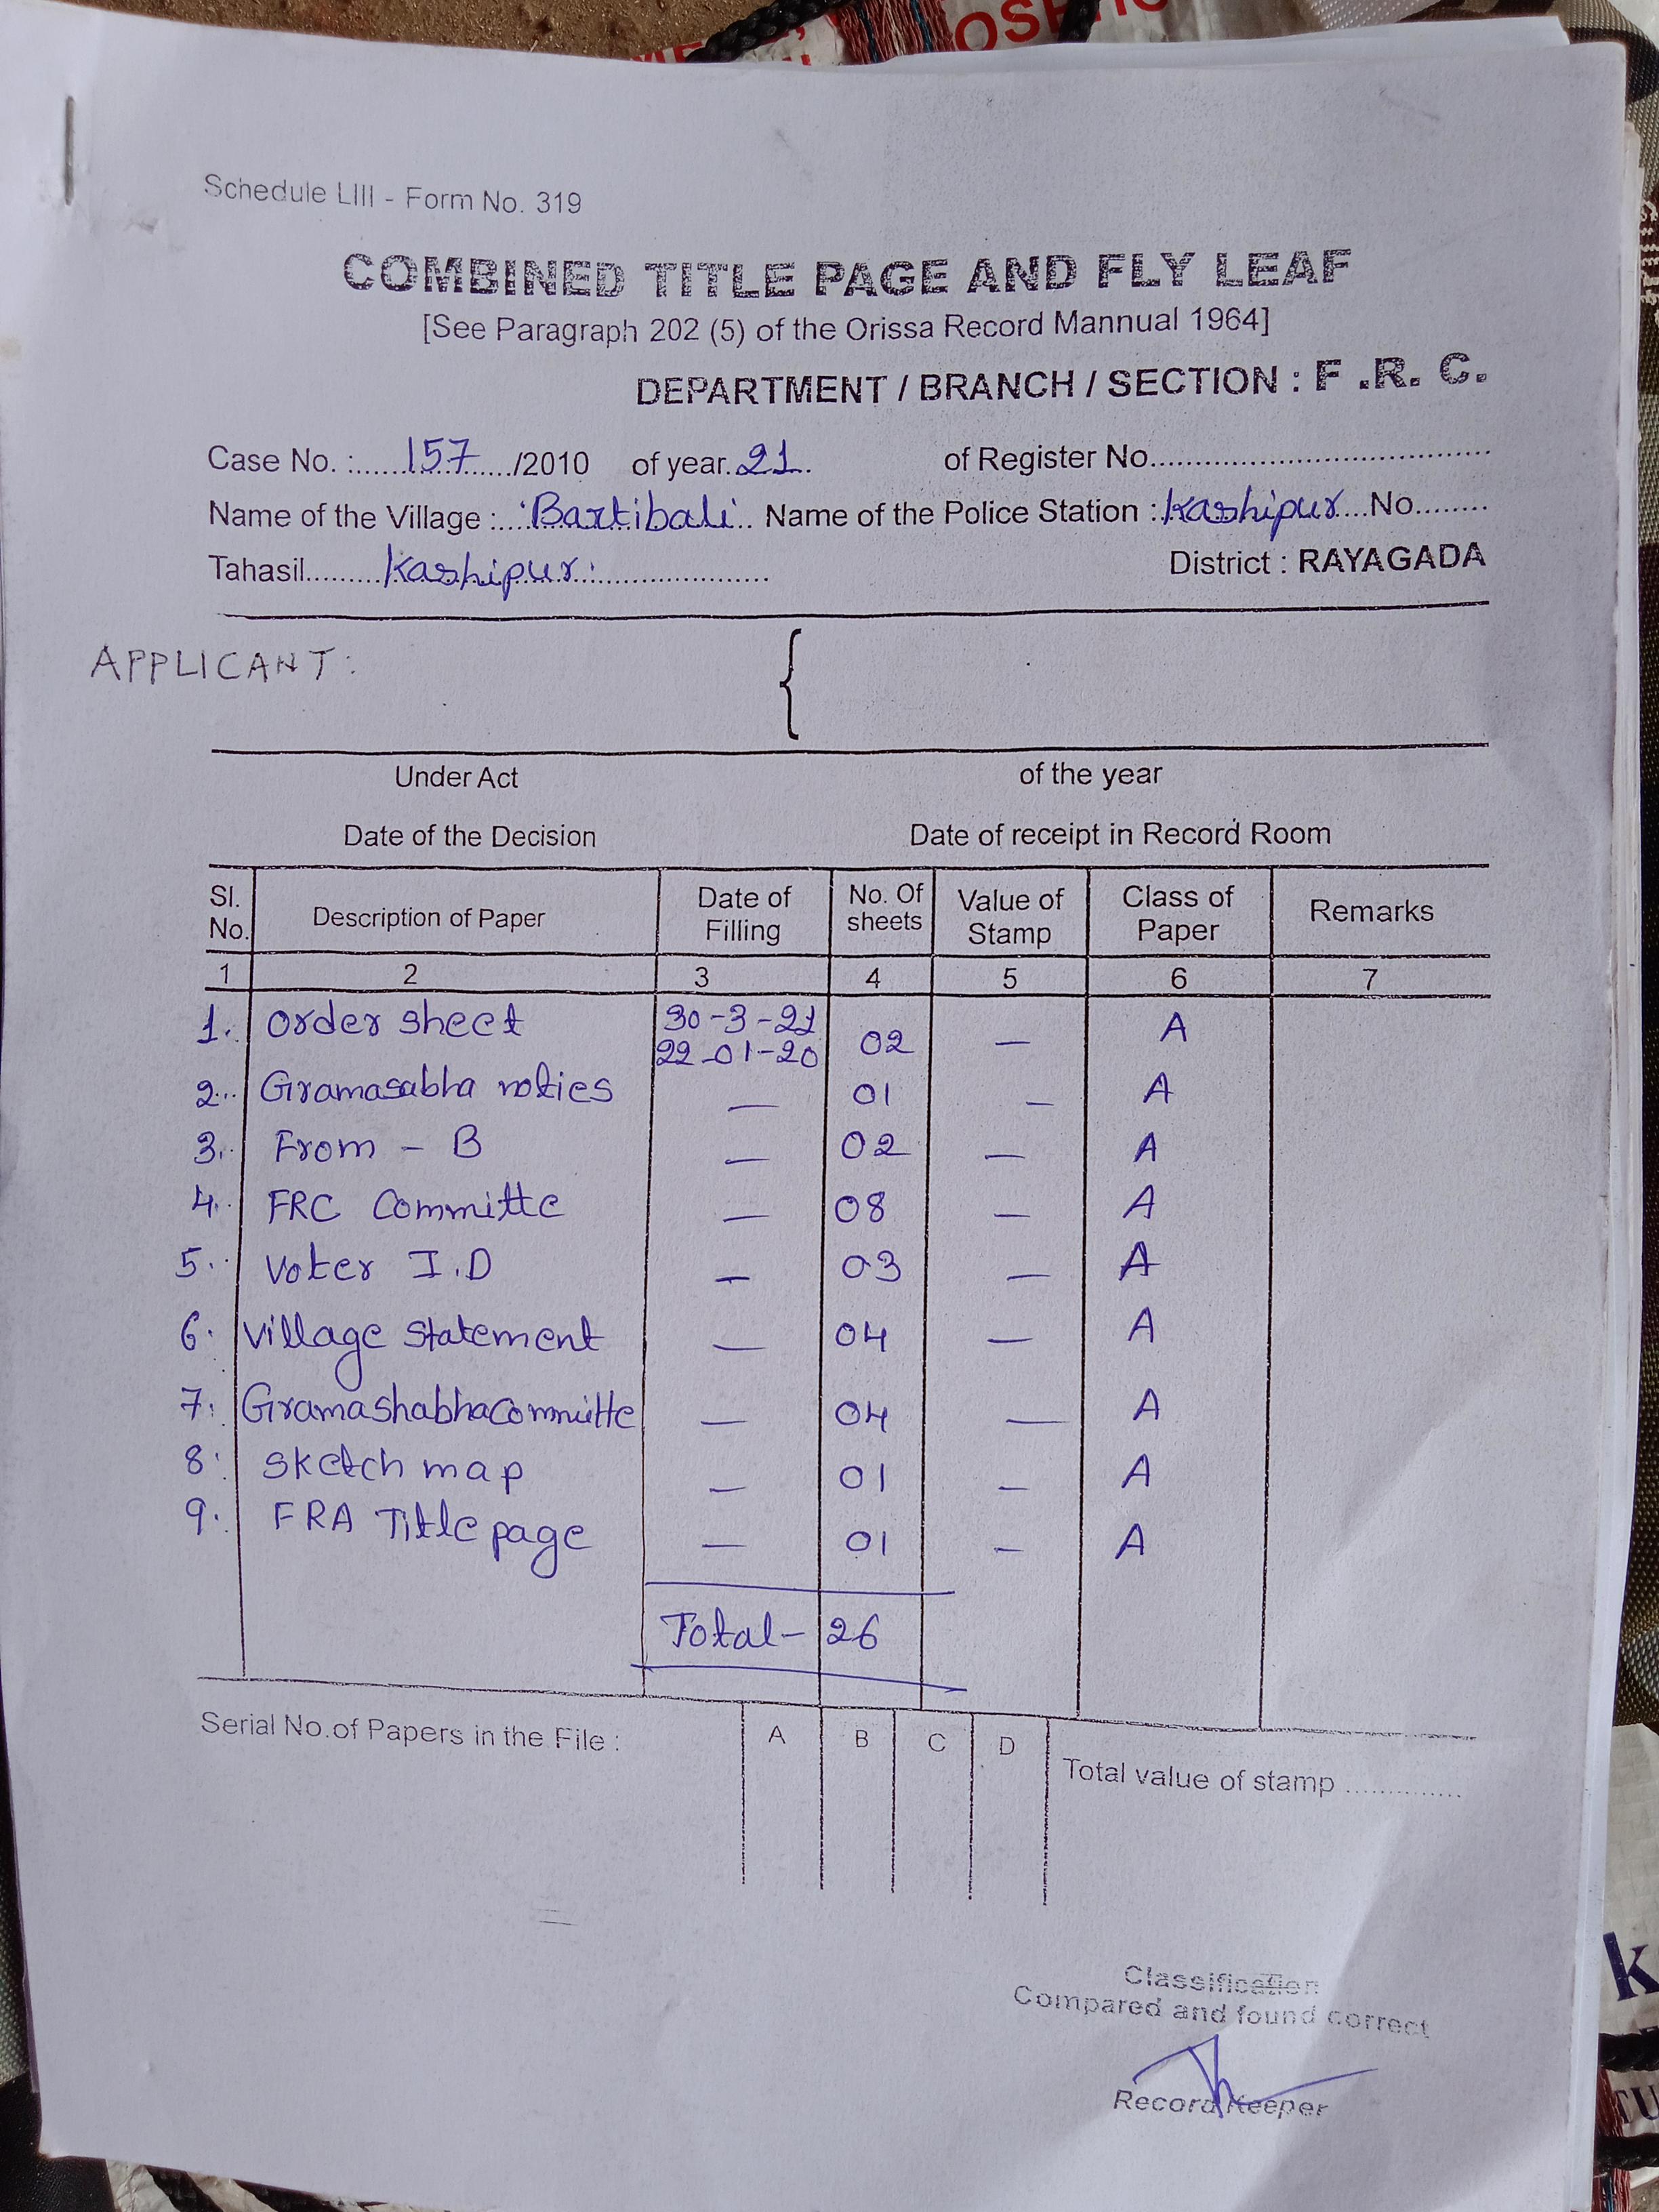 Schedule LIII - Form No. 319
COMBINED TITLE PAGE AND FLY LEAF
[See Paragraph 202 (5) of the Orissa Record Mannual 1964]
DEPARTMENT / BRANCH / SECTION : F .R. C.
Case No. :......157....../2010 of year.21. of Register No......................................
Name of the Village :....Bartibali.. Name of the Police Station :.Kashipur....No........
Tahasil.........Kashipur......................... District : RAYAGADA
APPLICANT: {
Under Act of the year
Date of the Decision Date of receipt in Record Room
Sl. No. Description of Paper Date of Filling No. Of sheets Value of Stamp Class of Paper Remarks
1 2 3 4 5 6 7
1. Order sheet 30-3-21 22-01-20 02 — A
2. Gramasabha noties — 01 — A
3. From - B — 02 — A
4. FRC Committe — 08 — A
5. Voter I.D — 03 — A
6. Village statement — 04 — A
7. Gramashabha committe — 04 — A
8. Sketch map — 01 — A
9. FRA Title page — 01 — A
Total - 26
Serial No.of Papers in the File : A B C D
Total value of stamp ..............
Classification
Compared and found correct
Record Keeper